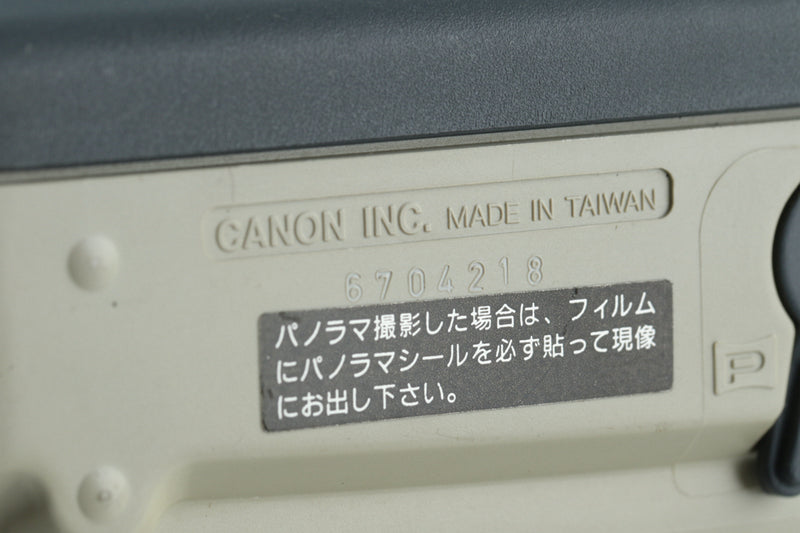 CANON INC. MADE IN TAIWAN
6704218
パノラマ撮影した場合は、フィルム
にパノラマシールを必ず貼って現像
にお出し下さい。
P